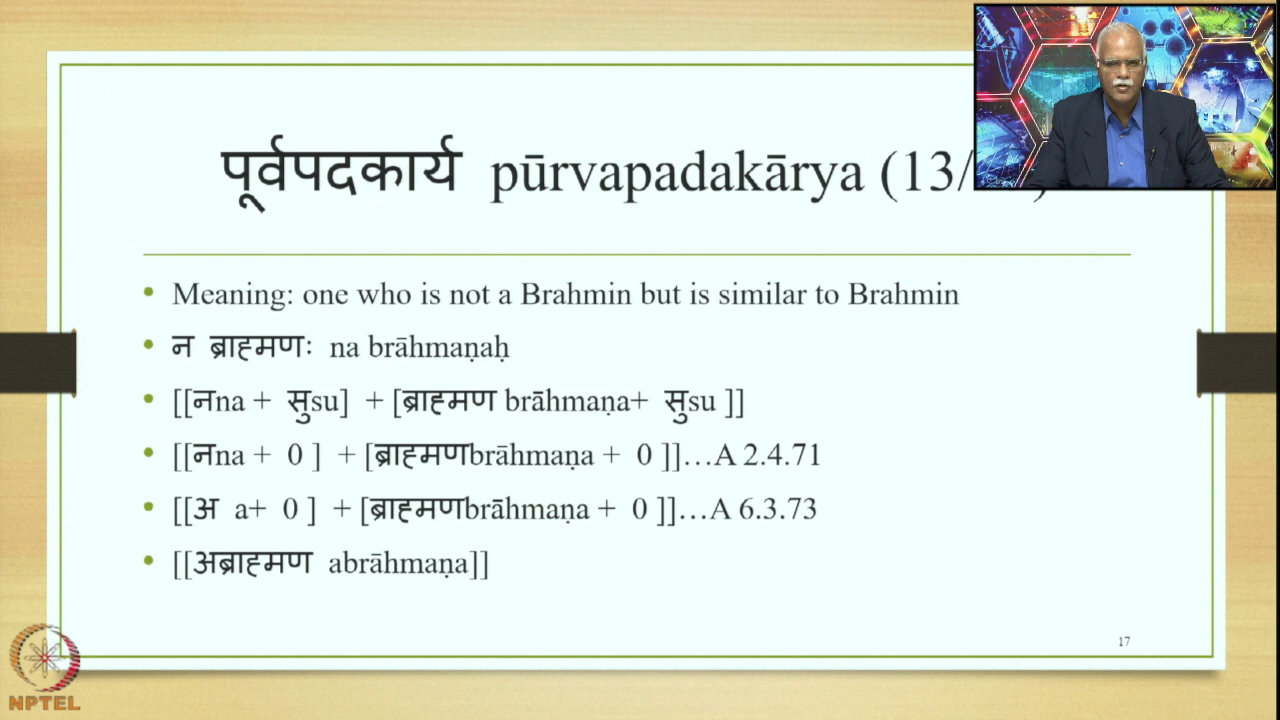 पूर्वपदकार्य pūrvapadakārya (13/
• Meaning: one who is not a Brahmin but is similar to Brahmin
• न ब्राह्मणः na brāhmaṇaḥ
• [[नna + सुsu] + [ब्राह्मण brāhmaṇa+ सुsu ]]
• [[नna + 0 ] + [ब्राह्मणbrāhmaṇa + 0 ]]…A 2.4.71
• [[अ a+ 0 ] + [ब्राह्मणbrāhmaṇa + 0 ]]…A 6.3.73
• [[अब्राह्मण abrāhmaṇa]]
17
NPTEL